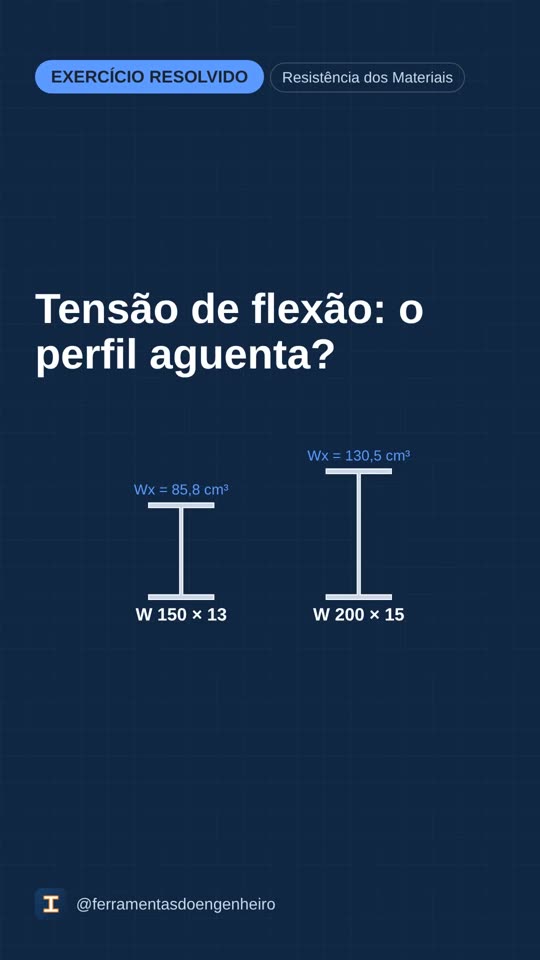 EXERCÍCIO RESOLVIDO
Resistência dos Materiais
Tensão de flexão: o
perfil aguenta?
Wx = 130,5 cm³
Wx = 85,8 cm³
W 150 × 13
W 200 × 15
@ferramentasdoengenheiro